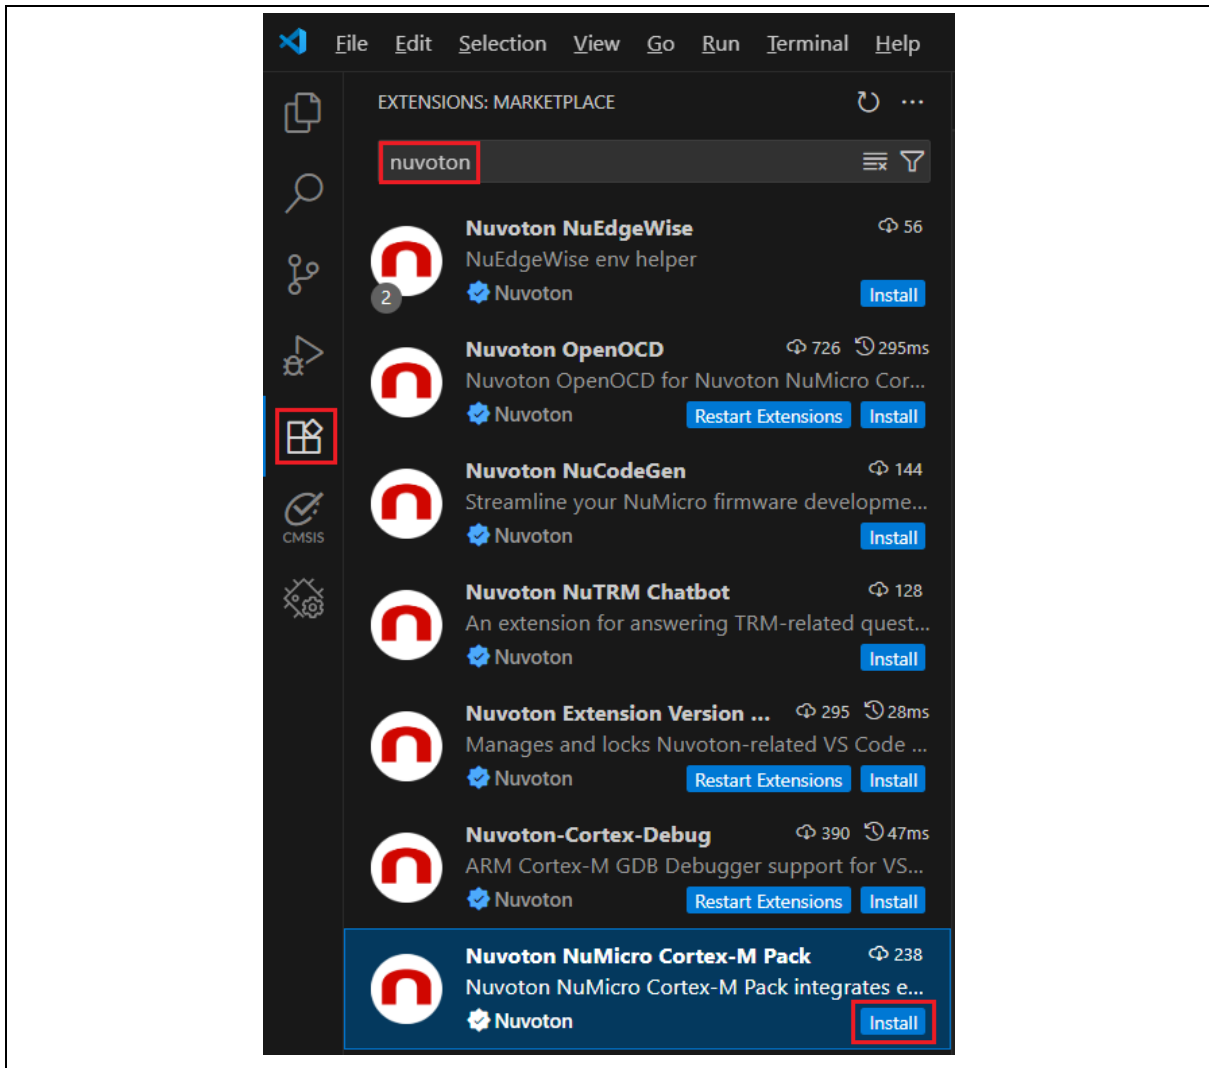 File Edit Selection View Go Run Terminal Help
EXTENSIONS: MARKETPLACE
nuvoton
Nuvoton NuEdgeWise 56
NuEdgeWise env helper
2
Nuvoton Install
Nuvoton OpenOCD 726 295ms
Nuvoton OpenOCD for Nuvoton NuMicro Cor...
Nuvoton Restart Extensions Install
Nuvoton NuCodeGen 144
Streamline your NuMicro firmware developme...
CMSIS
Nuvoton Install
Nuvoton NuTRM Chatbot 128
An extension for answering TRM-related quest...
Nuvoton Install
Nuvoton Extension Version ... 295 28ms
Manages and locks Nuvoton-related VS Code ...
Nuvoton Restart Extensions Install
Nuvoton-Cortex-Debug 390 47ms
ARM Cortex-M GDB Debugger support for VS...
Nuvoton Restart Extensions Install
Nuvoton NuMicro Cortex-M Pack 238
Nuvoton NuMicro Cortex-M Pack integrates e...
Nuvoton Install